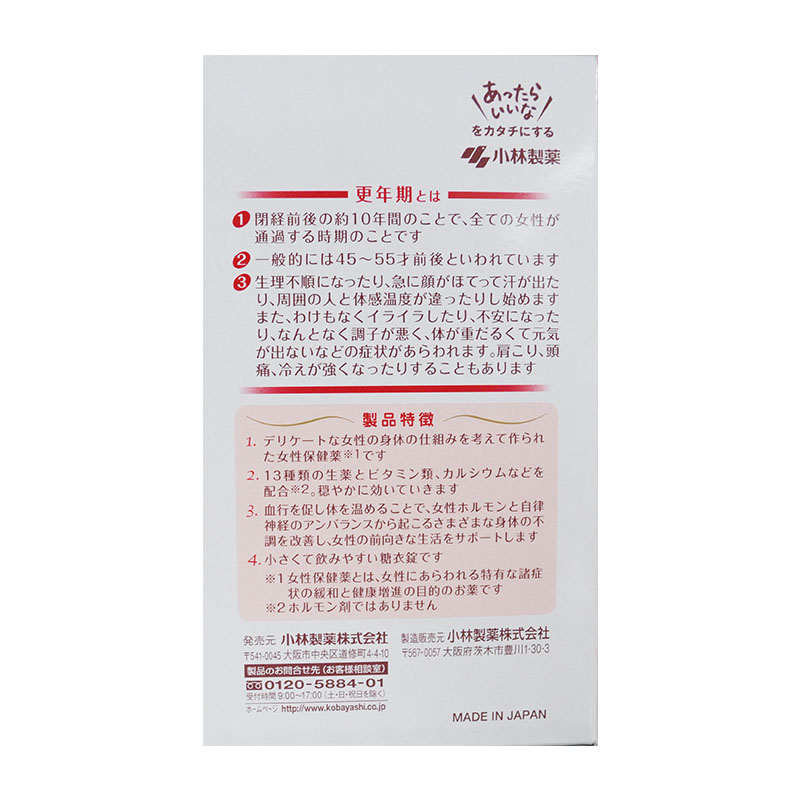 あったら
いいな
をカタチにする
小林製薬
更年期とは
1 閉経前後の約10年間のことで、全ての女性が
通過する時期のことです
2 一般的には45～55才前後といわれています
3 生理不順になったり、急に顔がほてって汗が出た
り、周囲の人と体感温度が違ったりし始めます
また、わけもなくイライラしたり、不安になった
り、なんとなく調子が悪く、体が重だるくて元気
が出ないなどの症状があらわれます。肩こり、頭
痛、冷えが強くなったりすることもあります
製品特徴
1. デリケートな女性の身体の仕組みを考えて作られ
た女性保健薬※1です
2. 13種類の生薬とビタミン類、カルシウムなどを
配合※2。穏やかに効いていきます
3. 血行を促し体を温めることで、女性ホルモンと自律
神経のアンバランスから起こるさまざまな身体の不
調を改善し、女性の前向きな生活をサポートします
4. 小さくて飲みやすい糖衣錠です
※1女性保健薬とは、女性にあらわれる特有な諸症
状の緩和と健康増進の目的のお薬です
※2ホルモン剤ではありません
発売元 小林製薬株式会社
〒541-0045 大阪市中央区道修町4-4-10
製造販売元 小林製薬株式会社
〒567-0057 大阪府茨木市豊川1-30-3
製品のお問合せ先(お客様相談室)
0120-5884-01
受付時間 9:00~17:00(土・日・祝日を除く)
ホームページ http://www.kobayashi.co.jp
MADE IN JAPAN